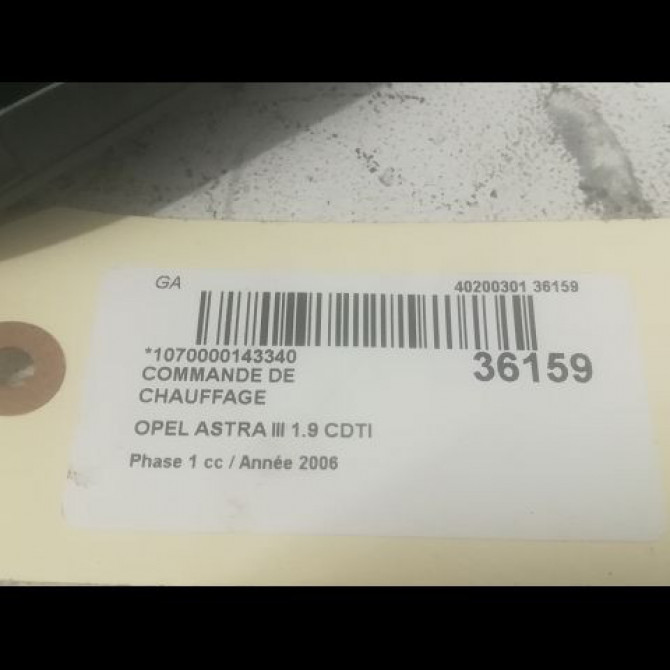 GA 40200301 36159
*1070000143340 36159
COMMANDE DE
CHAUFFAGE
OPEL ASTRA III 1.9 CDTI
Phase 1 cc / Année 2006